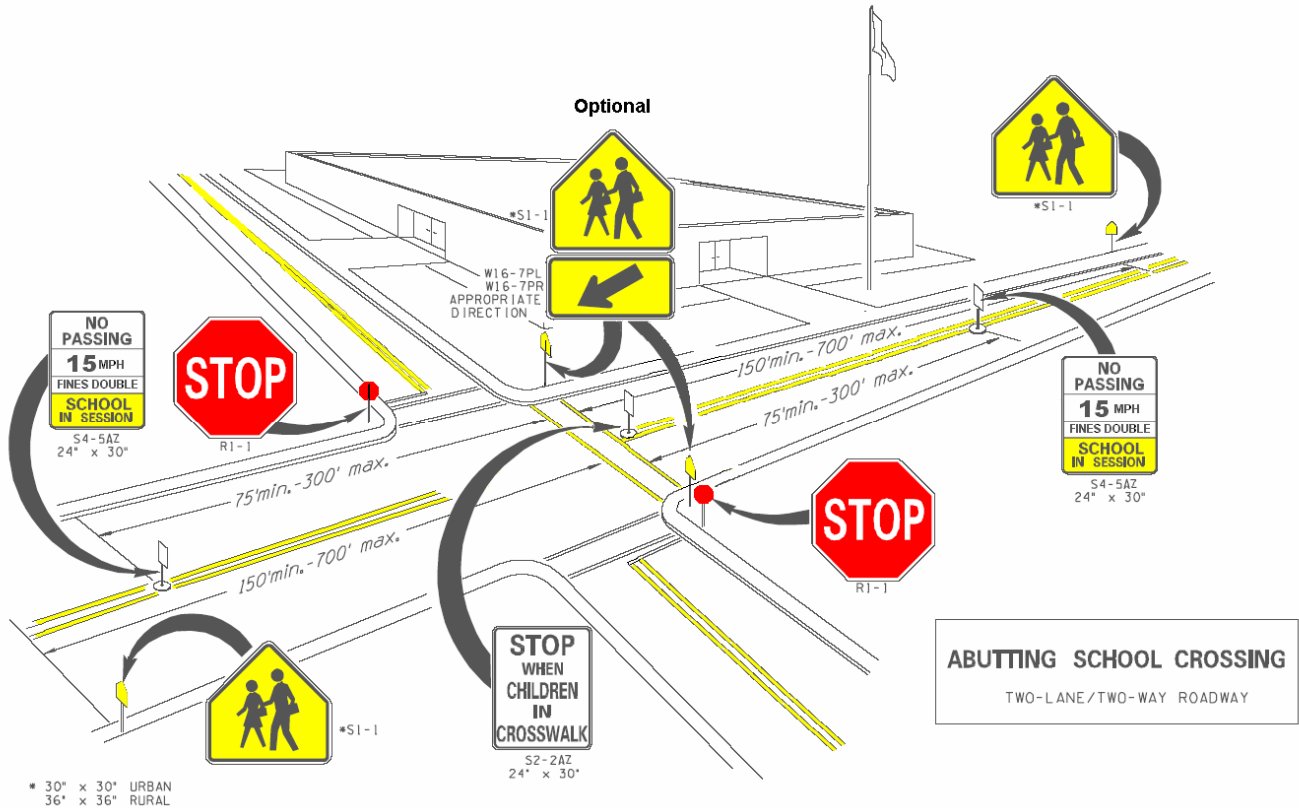 Optional
*S1-1
W16-7PL
W16-7PR
APPROPRIATE
DIRECTION
*S1-1
NO
PASSING
15 MPH
FINES DOUBLE
SCHOOL
IN SESSION
S4-5AZ
24" x 30"
STOP
R1-1
150'min.-700' max.
75'min.-300' max.
NO
PASSING
15 MPH
FINES DOUBLE
SCHOOL
IN SESSION
S4-5AZ
24" x 30"
75'min.-300' max.
150'min.-700' max.
STOP
R1-1
STOP
WHEN
CHILDREN
IN
CROSSWALK
S2-2AZ
24" x 30"
*S1-1
ABUTTING SCHOOL CROSSING
TWO-LANE/TWO-WAY ROADWAY
* 30" x 30" URBAN
36" x 36" RURAL